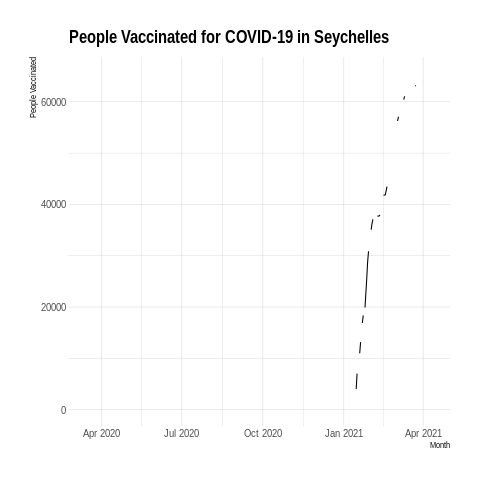 People Vaccinated for COVID-19 in Seychelles
People Vaccinated
60000
40000
20000
0
Apr 2020 Jul 2020 Oct 2020 Jan 2021 Apr 2021
Month